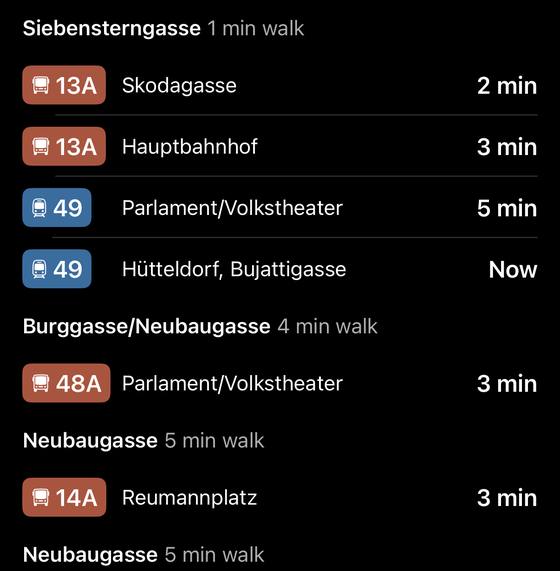 Siebensterngasse 1 min walk
13A Skodagasse 2 min
13A Hauptbahnhof 3 min
49 Parlament/Volkstheater 5 min
49 Hütteldorf, Bujattigasse Now
Burggasse/Neubaugasse 4 min walk
48A Parlament/Volkstheater 3 min
Neubaugasse 5 min walk
14A Reumannplatz 3 min
Neubaugasse 5 min walk